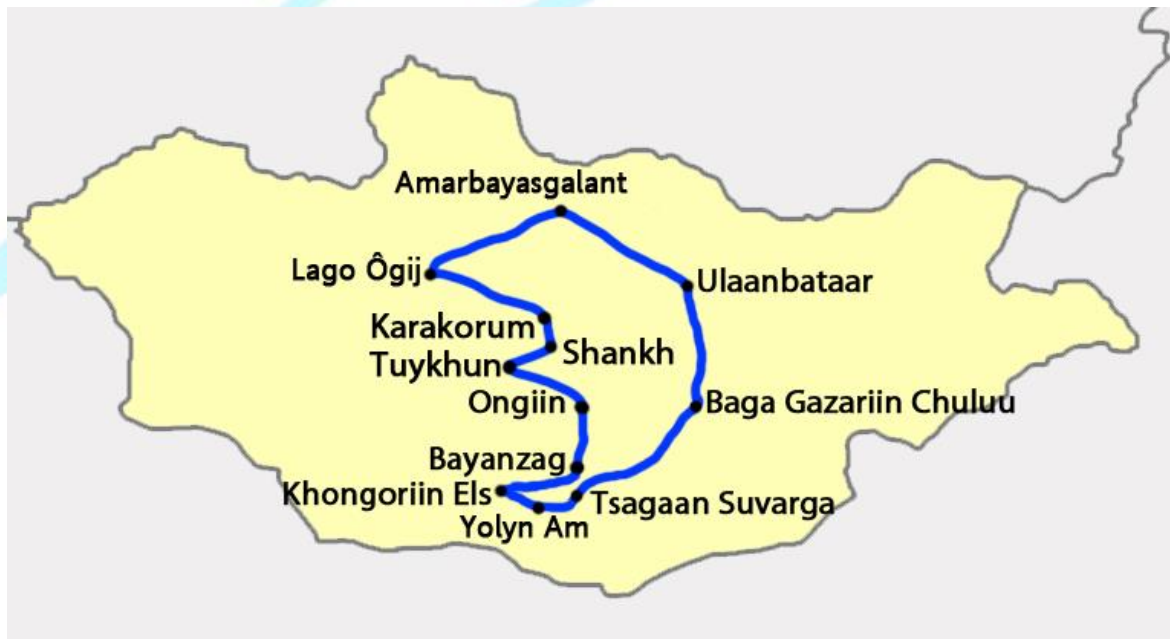 Amarbayasgalant
Lago Ôgij
Ulaanbataar
Karakorum
Shankh
Tuykhun
Ongiin
Baga Gazariin Chuluu
Bayanzag
Khongoriin Els
Tsagaan Suvarga
Yolyn Am